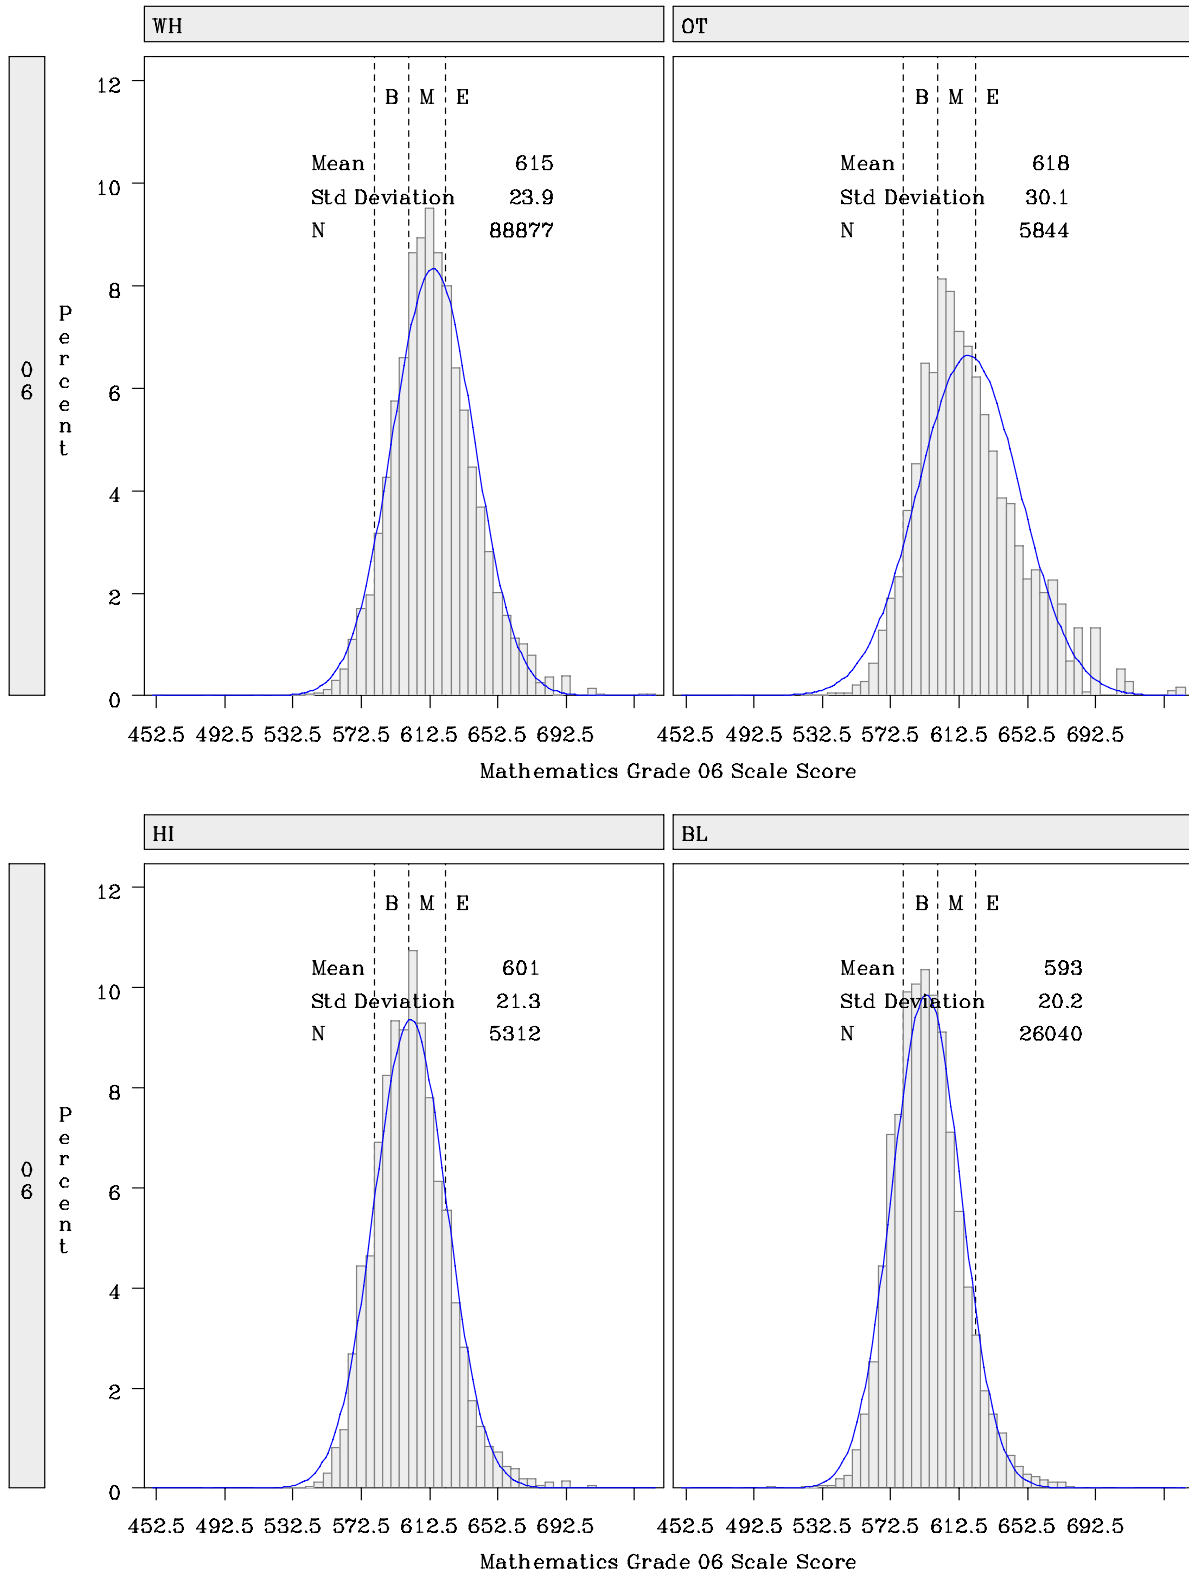 WH OT
12
B M E B M E
Mean 615 Mean 618
10
Std Deviation 23.9 Std Deviation 30.1
N 88877 N 5844
8
Percent
06
6
4
2
0
452.5 492.5 532.5 572.5 612.5 652.5 692.5 452.5 492.5 532.5 572.5 612.5 652.5 692.5
Mathematics Grade 06 Scale Score
HI BL
12
B M E B M E
Mean 601 Mean 593
10
Std Deviation 21.3 Std Deviation 20.2
N 5312 N 26040
8
Percent
06
6
4
2
0
452.5 492.5 532.5 572.5 612.5 652.5 692.5 452.5 492.5 532.5 572.5 612.5 652.5 692.5
Mathematics Grade 06 Scale Score